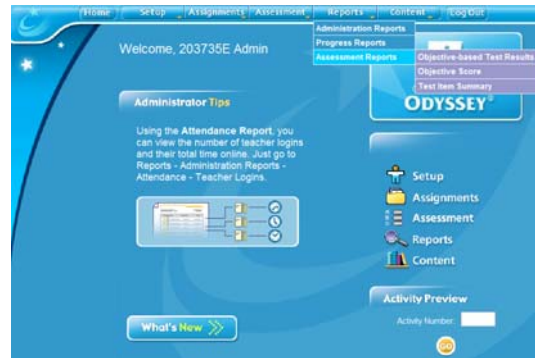 Home Setup Assignments Assessment Reports Content Log Out
Administration Reports
Progress Reports
Assessment Reports
Objective-based Test Results
Objective Score
Test Item Summary
Welcome, 203735E Admin
ODYSSEY
Administrator Tips
Using the Attendance Report, you
can view the number of teacher logins
and their total time online. Just go to
Reports - Administration Reports -
Attendance - Teacher Logins.
Setup
Assignments
Assessment
Reports
Content
Activity Preview
Activity Number:
GO
What's New